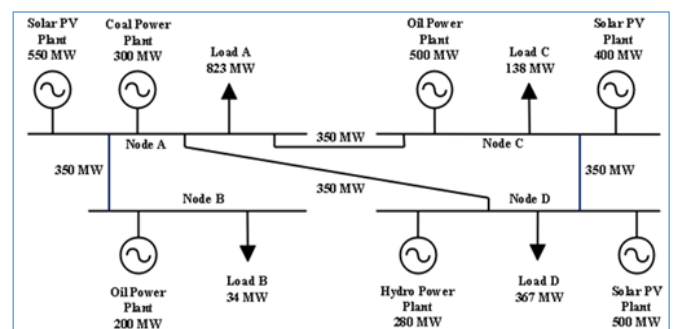 Solar PV
Plant
550 MW
Coal Power
Plant
300 MW
Load A
823 MW
Oil Power
Plant
500 MW
Load C
138 MW
Solar PV
Plant
400 MW
Node A
350 MW
Node C
350 MW
350 MW
350 MW
Node B
Node D
Oil Power
Plant
200 MW
Load B
34 MW
Hydro Power
Plant
280 MW
Load D
367 MW
Solar PV
Plant
500 MW